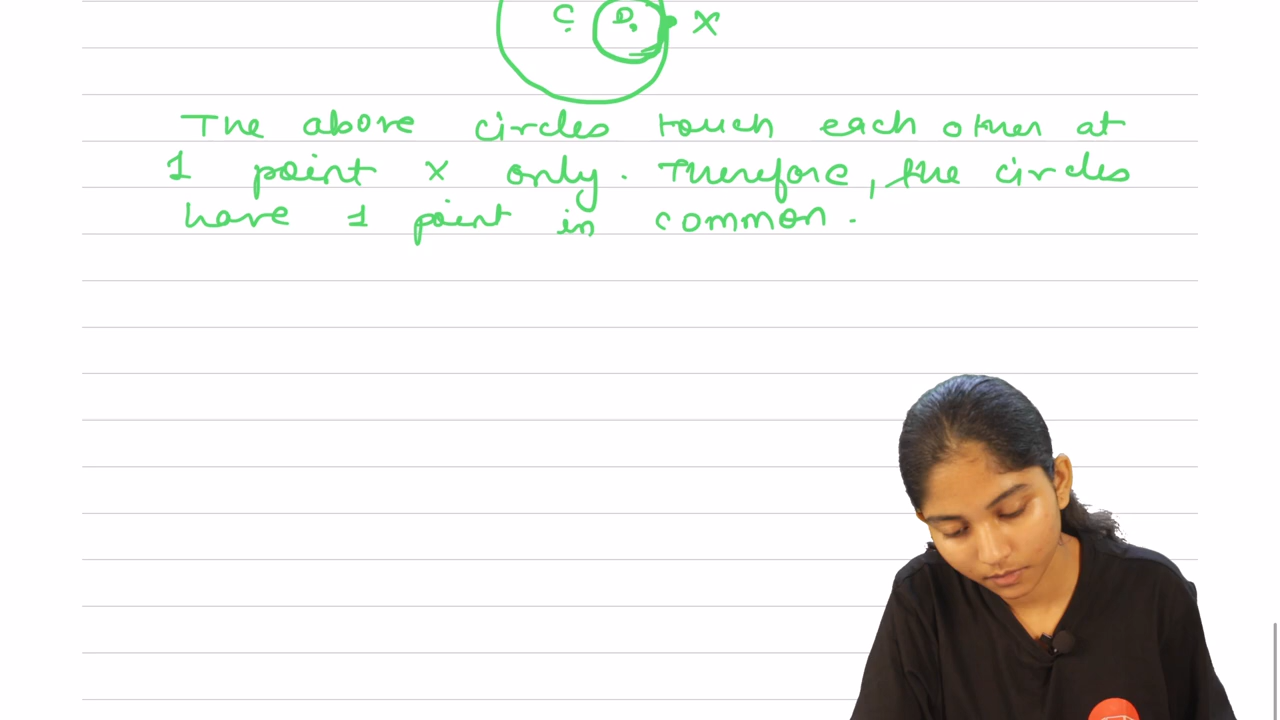 C D X
The above circles touch each other at
1 point X only. Therefore, the circles
have 1 point in common.